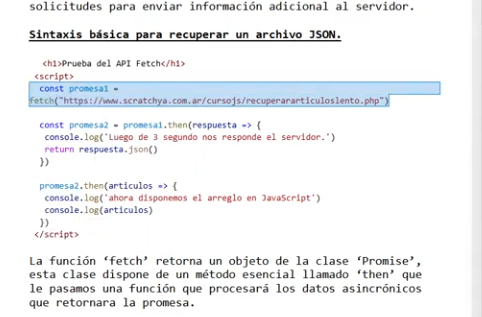 solicitudes para enviar información adicional al servidor.
Sintaxis básica para recuperar un archivo JSON.
<h1>Prueba del API Fetch</h1>
<script>
const promesa1 =
fetch("https://www.scratchya.com.ar/cursojs/recuperararticuloslento.php")
const promesa2 = promesa1.then(respuesta => {
console.log('Luego de 3 segundo nos responde el servidor.')
return respuesta.json()
})
promesa2.then(articulos => {
console.log('ahora disponemos el arreglo en JavaScript')
console.log(articulos)
})
</script>
La función ‘fetch’ retorna un objeto de la clase ‘Promise’,
esta clase dispone de un método esencial llamado ‘then’ que
le pasamos una función que procesará los datos asincrónicos
que retornara la promesa.